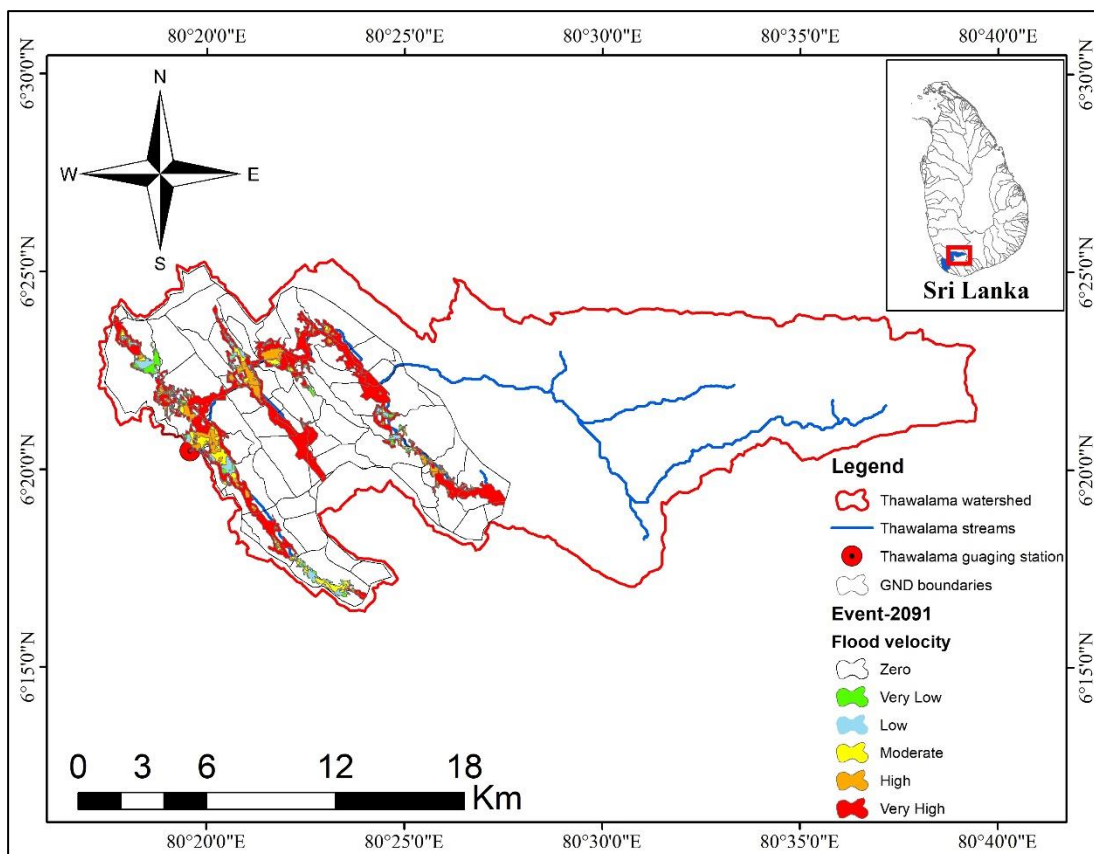 80°20'0"E 80°25'0"E 80°30'0"E 80°35'0"E 80°40'0"E
6°30'0"N 6°30'0"N
N
W E
S
Sri Lanka
6°25'0"N 6°25'0"N
6°20'0"N 6°20'0"N
Legend
Thawalama watershed
Thawalama streams
Thawalama guaging station
GND boundaries
Event-2091
Flood velocity
6°15'0"N 6°15'0"N
Zero
Very Low
Low
Moderate
High
Very High
0 3 6 12 18
Km
80°20'0"E 80°25'0"E 80°30'0"E 80°35'0"E 80°40'0"E